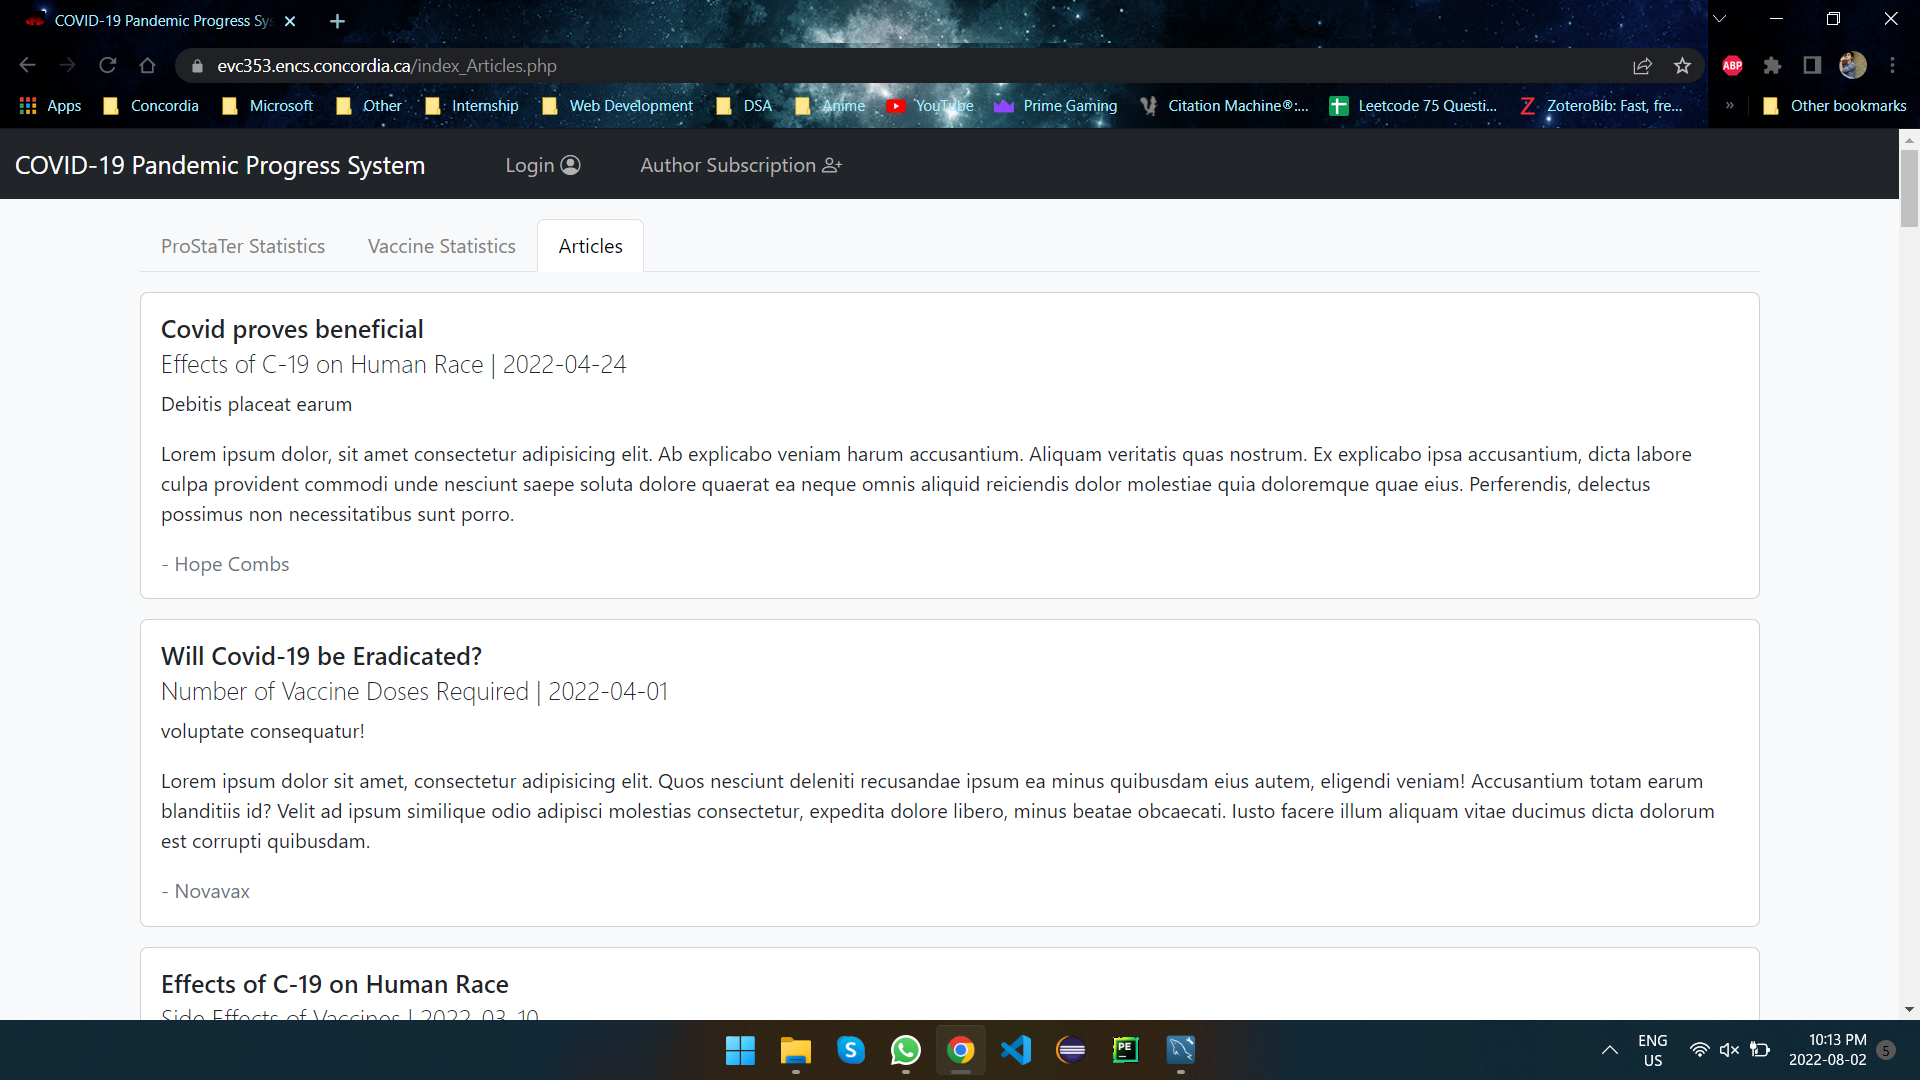 COVID-19 Pandemic Progress Sy
evc353.encs.concordia.ca/index_Articles.php
ABP
Apps
Concordia
Microsoft
Other
Internship
Web Development
DSA
Anime
YouTube
Prime Gaming
Citation Machine®:...
Leetcode 75 Questi...
ZoteroBib: Fast, fre...
»
Other bookmarks
COVID-19 Pandemic Progress System
Login
Author Subscription
ProStaTer Statistics
Vaccine Statistics
Articles
Covid proves beneficial
Effects of C-19 on Human Race | 2022-04-24
Debitis placeat earum
Lorem ipsum dolor, sit amet consectetur adipisicing elit. Ab explicabo veniam harum accusantium. Aliquam veritatis quas nostrum. Ex explicabo ipsa accusantium, dicta labore
culpa provident commodi unde nesciunt saepe soluta dolore quaerat ea neque omnis aliquid reiciendis dolor molestiae quia doloremque quae eius. Perferendis, delectus
possimus non necessitatibus sunt porro.
- Hope Combs
Will Covid-19 be Eradicated?
Number of Vaccine Doses Required | 2022-04-01
voluptate consequatur!
Lorem ipsum dolor sit amet, consectetur adipisicing elit. Quos nesciunt deleniti recusandae ipsum ea minus quibusdam eius autem, eligendi veniam! Accusantium totam earum
blanditiis id? Velit ad ipsum similique odio adipisci molestias consectetur, expedita dolore libero, minus beatae obcaecati. Iusto facere illum aliquam vitae ducimus dicta dolorum
est corrupti quibusdam.
- Novavax
Effects of C-19 on Human Race
Side Effects of Vaccines | 2022-03-10
S
PE
ENG
US
10:13 PM
2022-08-02
5